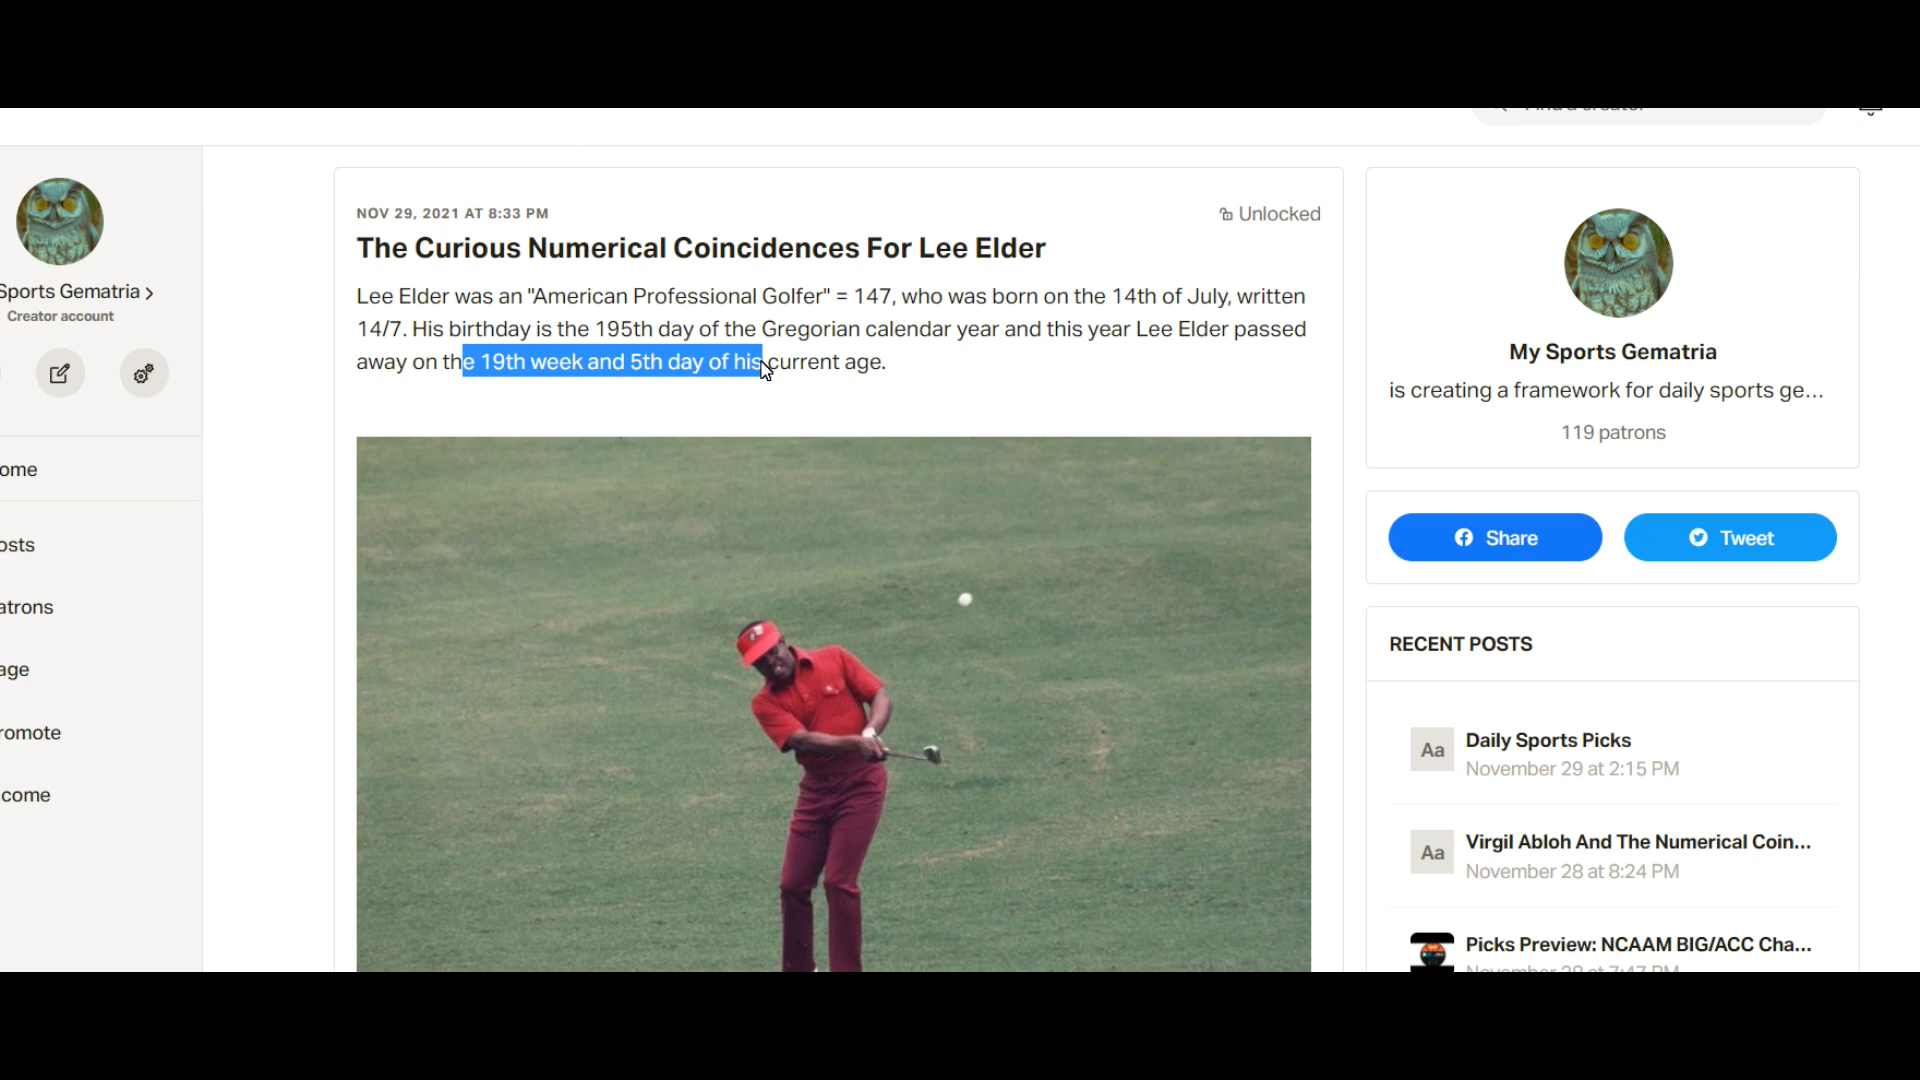 Sports Gematria
Creator account
ome
osts
atrons
age
romote
come
NOV 29, 2021 AT 8:33 PM
Unlocked
The Curious Numerical Coincidences For Lee Elder
Lee Elder was an "American Professional Golfer" = 147, who was born on the 14th of July, written
14/7. His birthday is the 195th day of the Gregorian calendar year and this year Lee Elder passed
away on the 19th week and 5th day of his current age.
My Sports Gematria
is creating a framework for daily sports ge...
119 patrons
Share
Tweet
RECENT POSTS
Aa
Daily Sports Picks
November 29 at 2:15 PM
Aa
Virgil Abloh And The Numerical Coin...
November 28 at 8:24 PM
Picks Preview: NCAAM BIG/ACC Cha...
November 28 at 7:47 PM